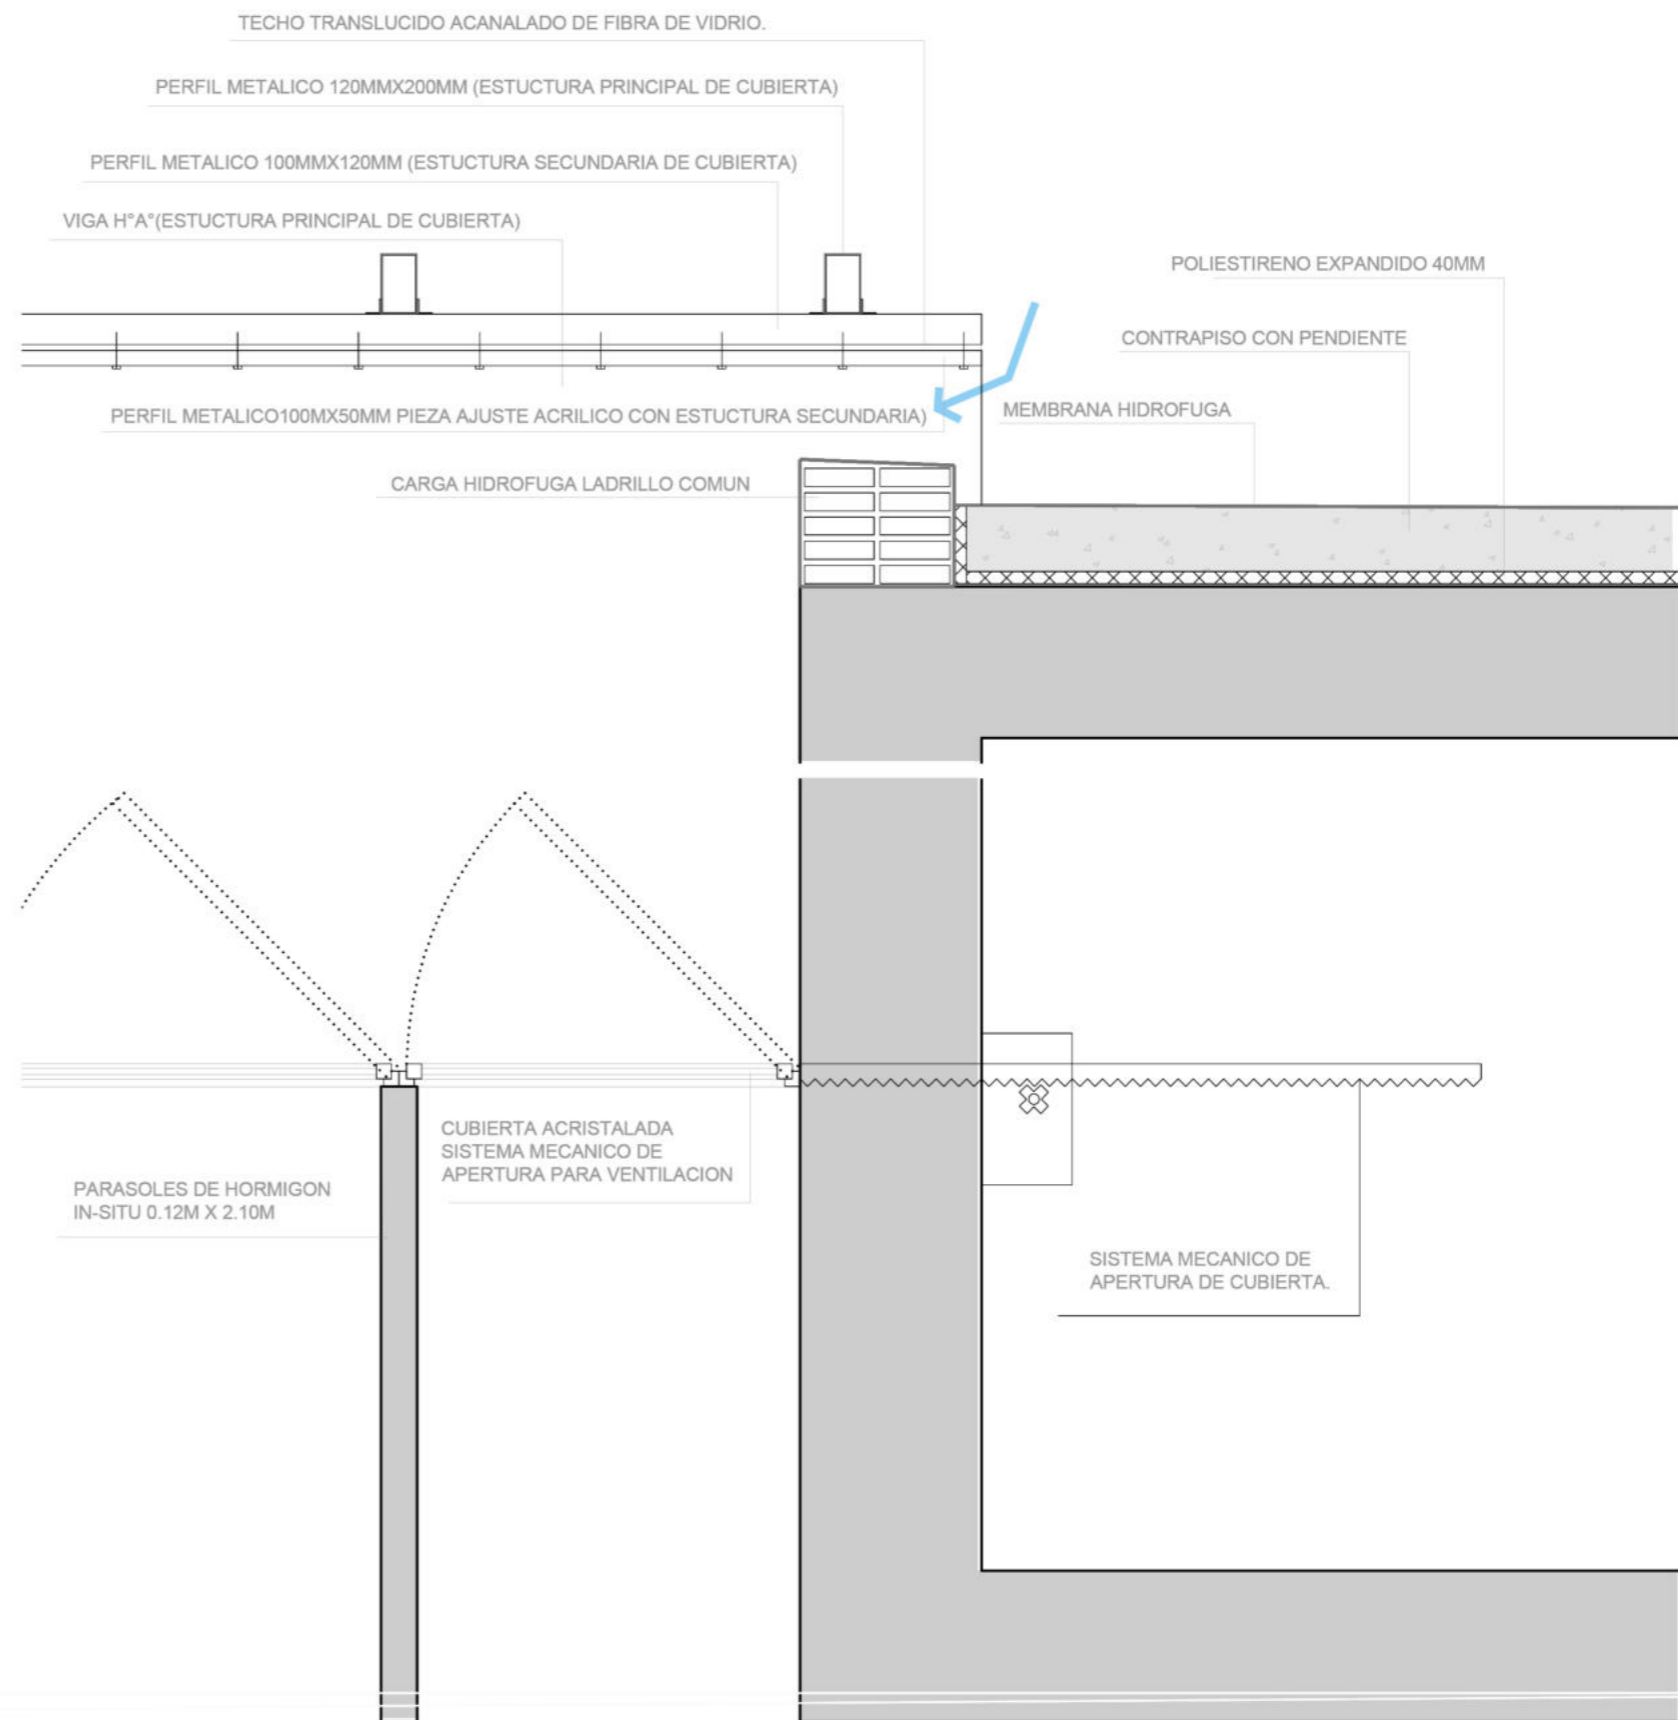 TECHO TRANSLUCIDO ACANALADO DE FIBRA DE VIDRIO.
PERFIL METALICO 120MMX200MM (ESTUCTURA PRINCIPAL DE CUBIERTA)
PERFIL METALICO 100MMX120MM (ESTUCTURA SECUNDARIA DE CUBIERTA)
VIGA H°A°(ESTUCTURA PRINCIPAL DE CUBIERTA)
POLIESTIRENO EXPANDIDO 40MM
CONTRAPISO CON PENDIENTE
MEMBRANA HIDROFUGA
PERFIL METALICO100MX50MM PIEZA AJUSTE ACRILICO CON ESTUCTURA SECUNDARIA)
CARGA HIDROFUGA LADRILLO COMUN
CUBIERTA ACRISTALADA
SISTEMA MECANICO DE
APERTURA PARA VENTILACION
PARASOLES DE HORMIGON
IN-SITU 0.12M X 2.10M
SISTEMA MECANICO DE
APERTURA DE CUBIERTA.